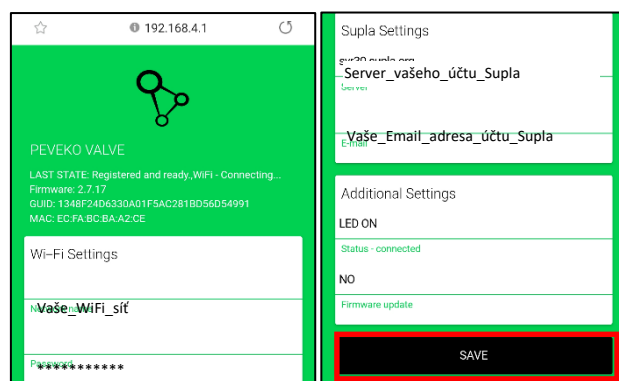 192.168.4.1
PEVEKO VALVE
LAST STATE: Registered and ready.,WiFi - Connecting...
Firmware: 2.7.17
GUID: 1348F24D6330A01F5AC281BD56D54991
MAC: EC:FA:BC:BA:A2:CE
Wi–Fi Settings
Vaše_WiFi_síť
Password
***********
Supla Settings
Server_vašeho_účtu_Supla
Server
Vaše_Email_adresa_účtu_Supla
E-mail
Additional Settings
LED ON
Status - connected
NO
Firmware update
SAVE